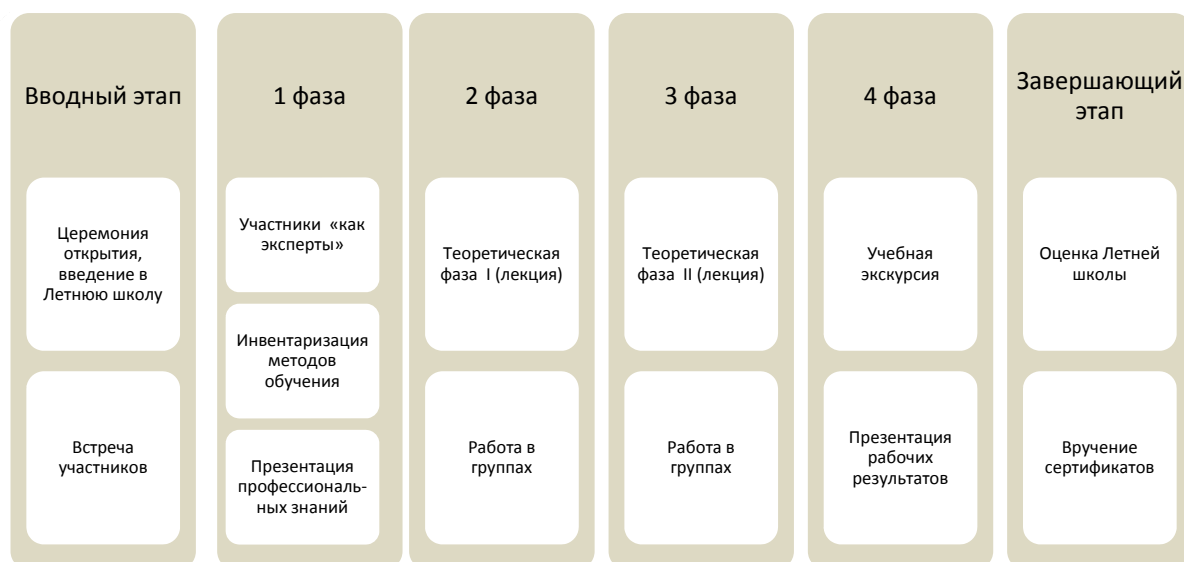 Вводный этап
Церемония
открытия,
введение в
Летнюю школу
Встреча
участников
1 фаза
Участники «как
эксперты»
Инвентаризация
методов
обучения
Презентация
профессиональ-
ных знаний
2 фаза
Теоретическая
фаза I (лекция)
Работа в
группах
3 фаза
Теоретическая
фаза II (лекция)
Работа в
группах
4 фаза
Учебная
экскурсия
Презентация
рабочих
результатов
Завершающий
этап
Оценка Летней
школы
Вручение
сертификатов